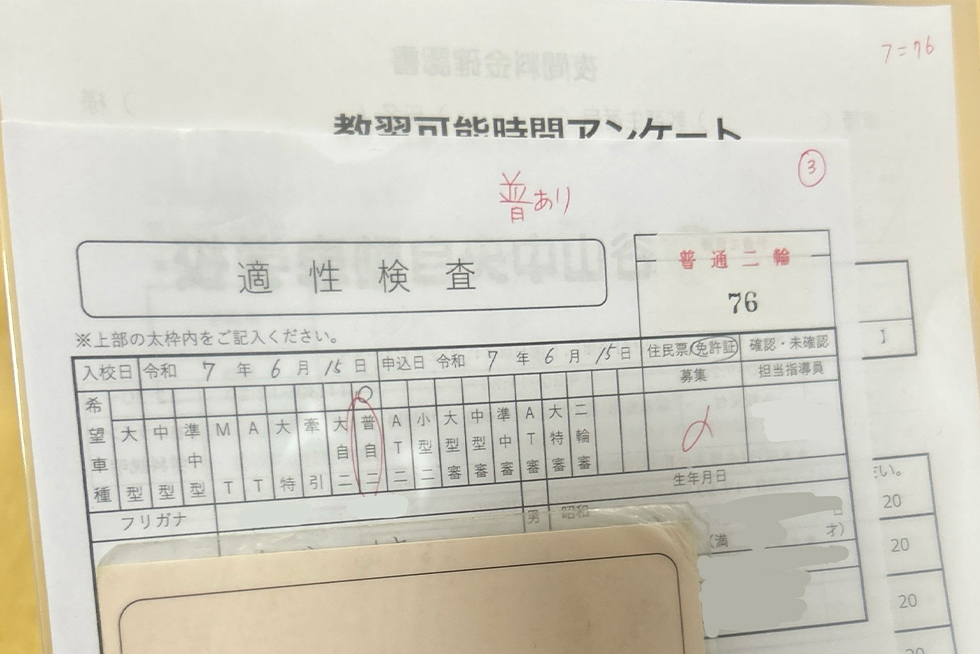 7=76
夜間料金確認書
教習可能時間アンケート
③
普あり
適性検査
普通二輪
76
※上部の太枠内をご記入ください。
入校日 令和 7 年 6 月 15 日 申込日 令和 7 年 6 月 15 日 住民票/免許証 確認・未確認
募集 担当指導員
希望車種 大型 中型 準中型 MT AT 大特 牽引 大自二 普自二 AT二 小型二 大型審 中型審 準中審 AT審 大特審 二輪審
生年月日
フリガナ 男 昭和 日
(満 才)
さい。
20
20
20
20